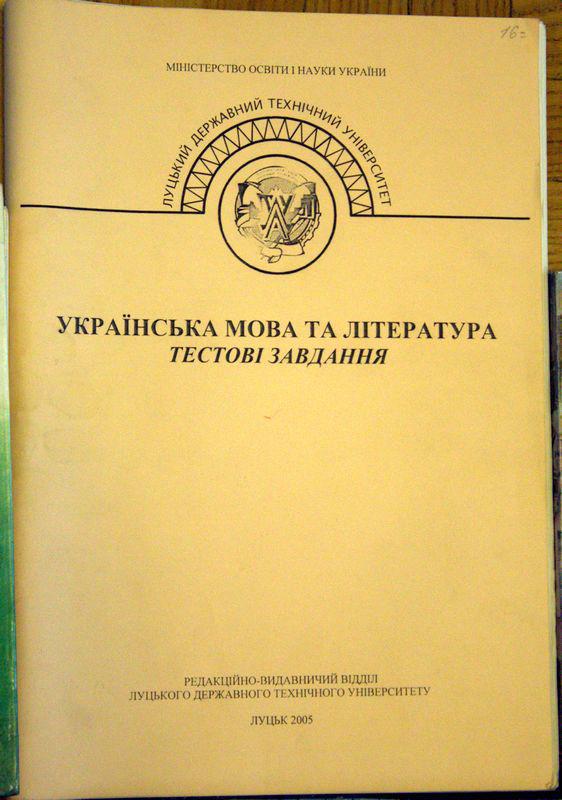 16=
МІНІСТЕРСТВО ОСВІТИ І НАУКИ УКРАЇНИ
ЛУЦЬКИЙ ДЕРЖАВНИЙ ТЕХНІЧНИЙ УНІВЕРСИТЕТ
УКРАЇНСЬКА МОВА ТА ЛІТЕРАТУРА
ТЕСТОВІ ЗАВДАННЯ
РЕДАКЦІЙНО-ВИДАВНИЧИЙ ВІДДІЛ
ЛУЦЬКОГО ДЕРЖАВНОГО ТЕХНІЧНОГО УНІВЕРСИТЕТУ
ЛУЦЬК 2005